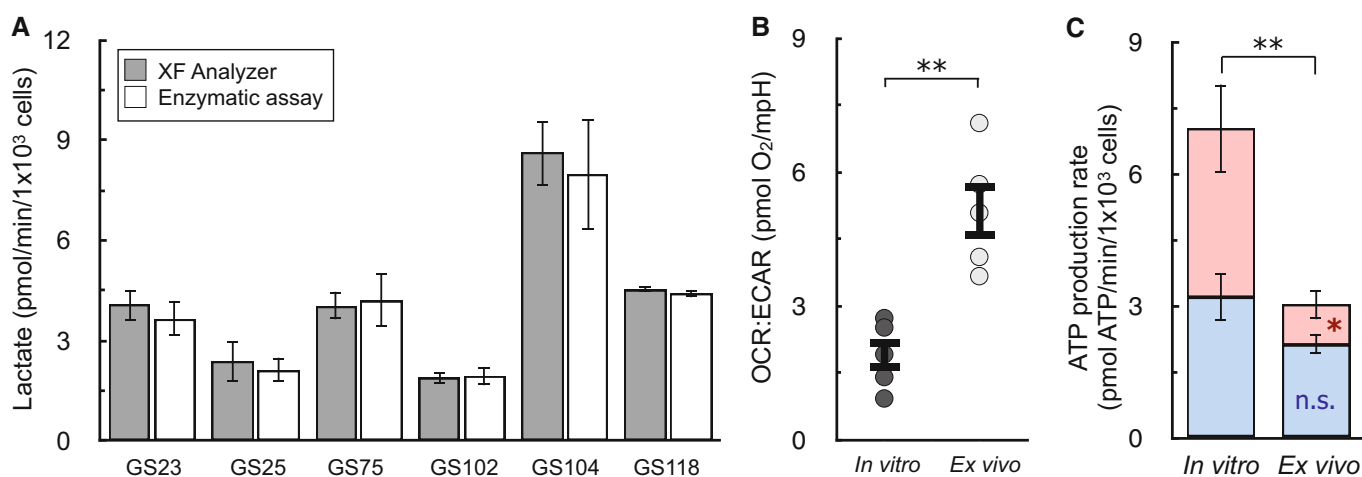 A
Lactate (pmol/min/1x10³ cells)
12
9
6
3
0
XF Analyzer
Enzymatic assay
GS23 GS25 GS75 GS102 GS104 GS118
B
OCR:ECAR (pmol O₂/mpH)
9
6
3
0
**
In vitro Ex vivo
C
ATP production rate
(pmol ATP/min/1x10³ cells)
9
6
3
0
**
*
n.s.
In vitro Ex vivo